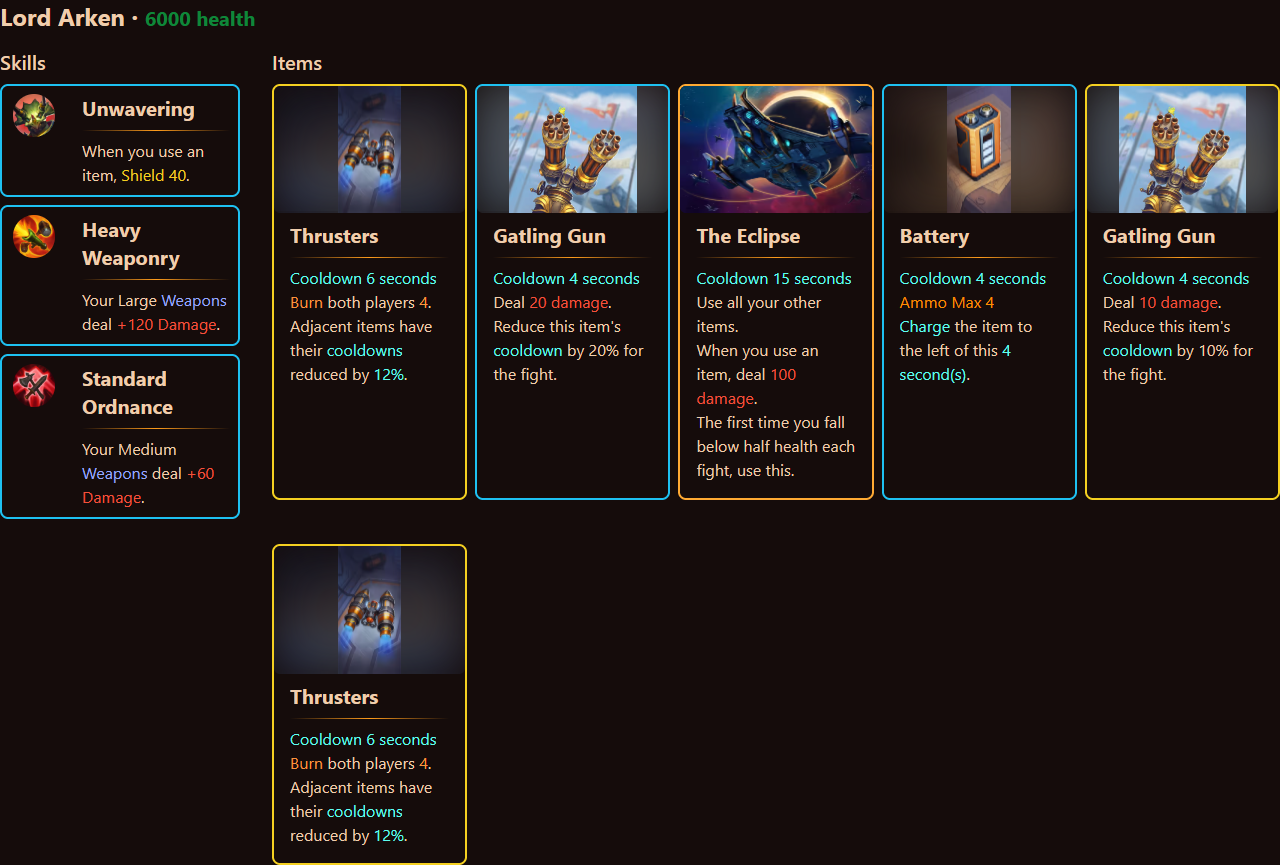 Lord Arken · 6000 health
Skills
Unwavering
When you use an
item, Shield 40.
Heavy
Weaponry
Your Large Weapons
deal +120 Damage.
Standard
Ordnance
Your Medium
Weapons deal +60
Damage.
Items
Thrusters
Cooldown 6 seconds
Burn both players 4.
Adjacent items have
their cooldowns
reduced by 12%.
Gatling Gun
Cooldown 4 seconds
Deal 20 damage.
Reduce this item's
cooldown by 20% for
the fight.
The Eclipse
Cooldown 15 seconds
Use all your other
items.
When you use an
item, deal 100
damage.
The first time you fall
below half health each
fight, use this.
Battery
Cooldown 4 seconds
Ammo Max 4
Charge the item to
the left of this 4
second(s).
Gatling Gun
Cooldown 4 seconds
Deal 10 damage.
Reduce this item's
cooldown by 10% for
the fight.
Thrusters
Cooldown 6 seconds
Burn both players 4.
Adjacent items have
their cooldowns
reduced by 12%.